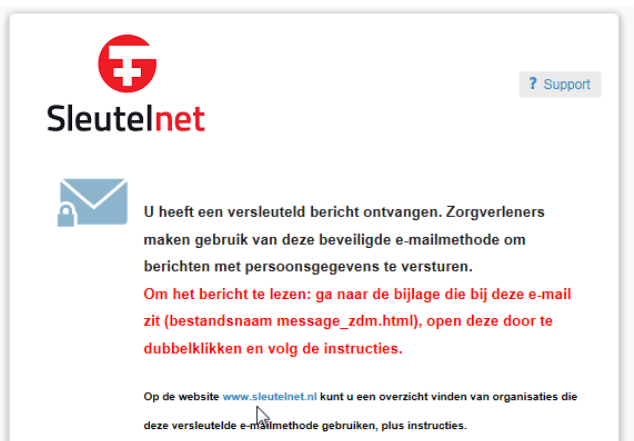 Sleutelnet
? Support
U heeft een versleuteld bericht ontvangen. Zorgverleners
maken gebruik van deze beveiligde e-mailmethode om
berichten met persoonsgegevens te versturen.
Om het bericht te lezen: ga naar de bijlage die bij deze e-mail
zit (bestandsnaam message_zdm.html), open deze door te
dubbelklikken en volg de instructies.
Op de website www.sleutelnet.nl kunt u een overzicht vinden van organisaties die
deze versleutelde e-mailmethode gebruiken, plus instructies.